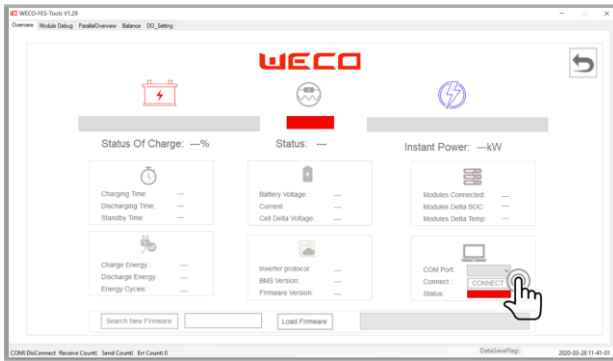 WECO-FES-Tools V1.29
Overview Module Debug ParallelOverview Balance DO_Setting
WECO
Status Of Charge: ---% Status: --- Instant Power: ---kW
Charging Time: ---
Discharging Time: ---
Standby Time: ---
Battery Voltage: ---
Current: ---
Cell Delta Voltage: ---
Modules Connected: ---
Modules Delta SOC: ---
Modules Delta Temp: ---
Charge Energy : ---
Discharge Energy: ---
Energy Cycles: ---
Inverter protocol: ---
BMS Version: ---
Firmware Version: ---
COM Port:
Connect : CONNECT
Status :
Search New Firmware Load Firmware
COM: DisConnect Receive Count: Send Count: Err Count: 0 DataSaveFlag: 2020-03-28 11-41-01